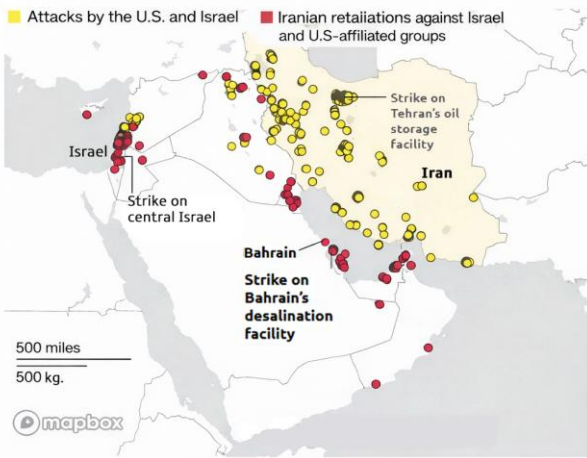 Attacks by the U.S. and Israel
Iranian retaiiations against Israel
and U.S-affiliated groups
Strike on
Tehran's oil
storage
facility
Israel
Iran
Strike on
central Israel
Bahrain
Strike on
Bahrain's
desalination
facility
500 miles
500 kg.
mapbox